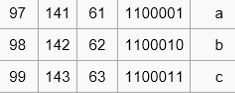 97 141 61 1100001 a
98 142 62 1100010 b
99 143 63 1100011 c